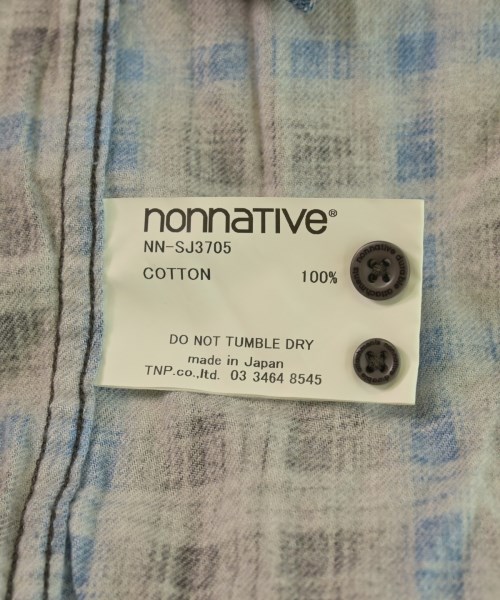 nonnative®
NN-SJ3705
COTTON 100%
DO NOT TUMBLE DRY
made in Japan
TNP.co.,ltd. 03 3464 8545